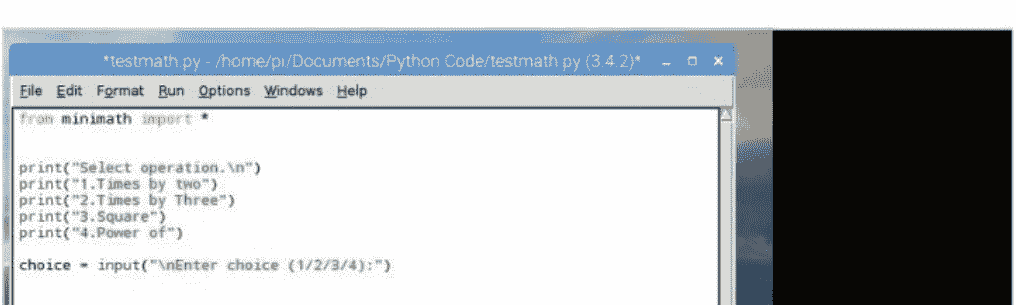 *testmath.py - /home/pi/Documents/Python Code/testmath.py (3.4.2)*
File Edit Format Run Options Windows Help
from minimath import *
print("Select operation.\n")
print("1.Times by two")
print("2.Times by Three")
print("3.Square")
print("4.Power of")
choice = input("\nEnter choice (1/2/3/4):")